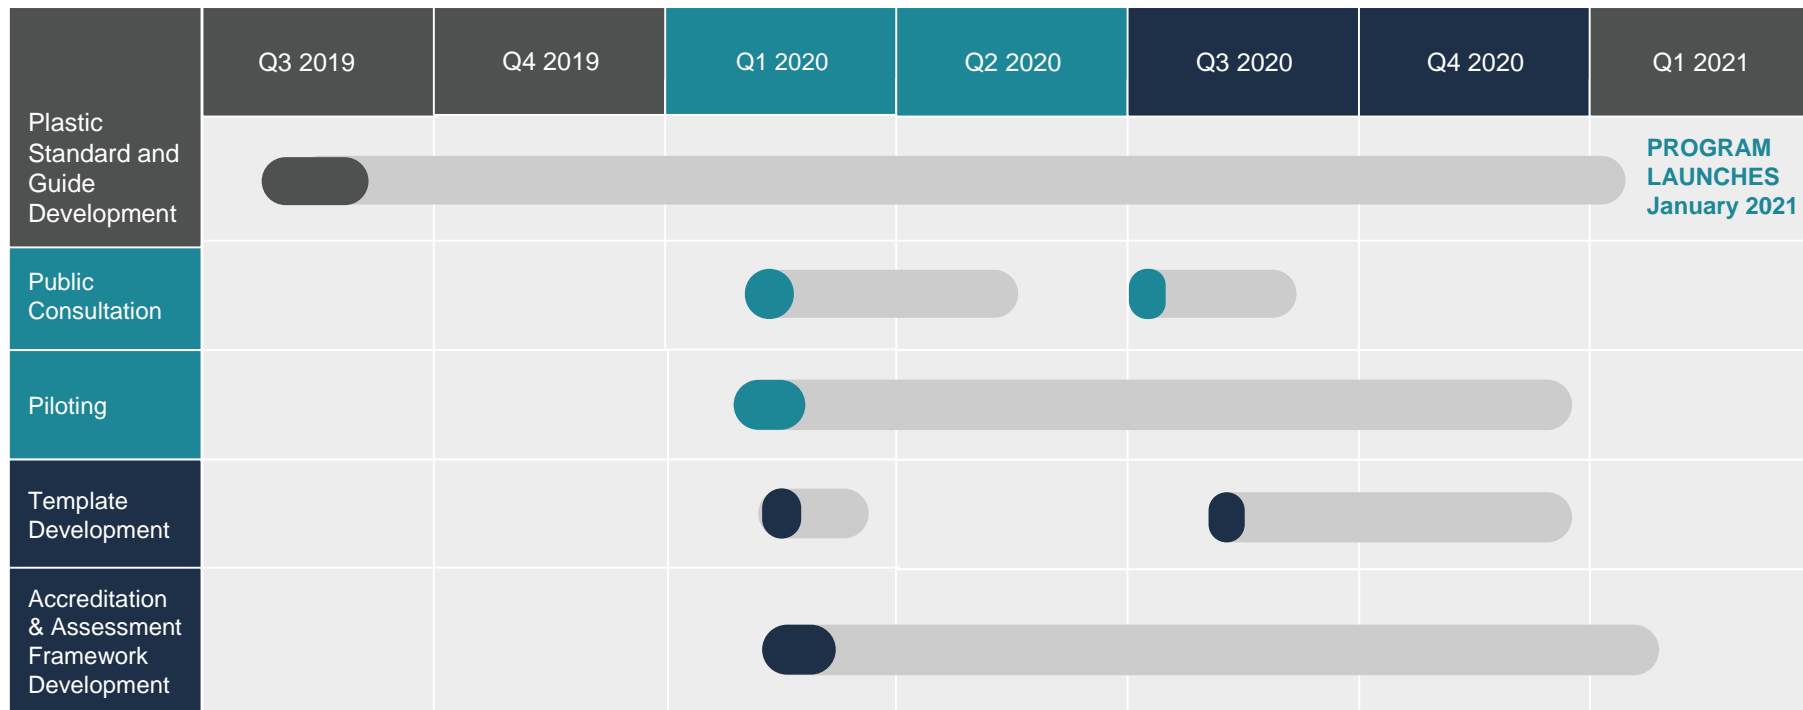 Q3 2019
Q4 2019
Q1 2020
Q2 2020
Q3 2020
Q4 2020
Q1 2021
Plastic
Standard and
Guide
Development
PROGRAM
LAUNCHES
January 2021
Public
Consultation
Piloting
Template
Development
Accreditation
& Assessment
Framework
Development